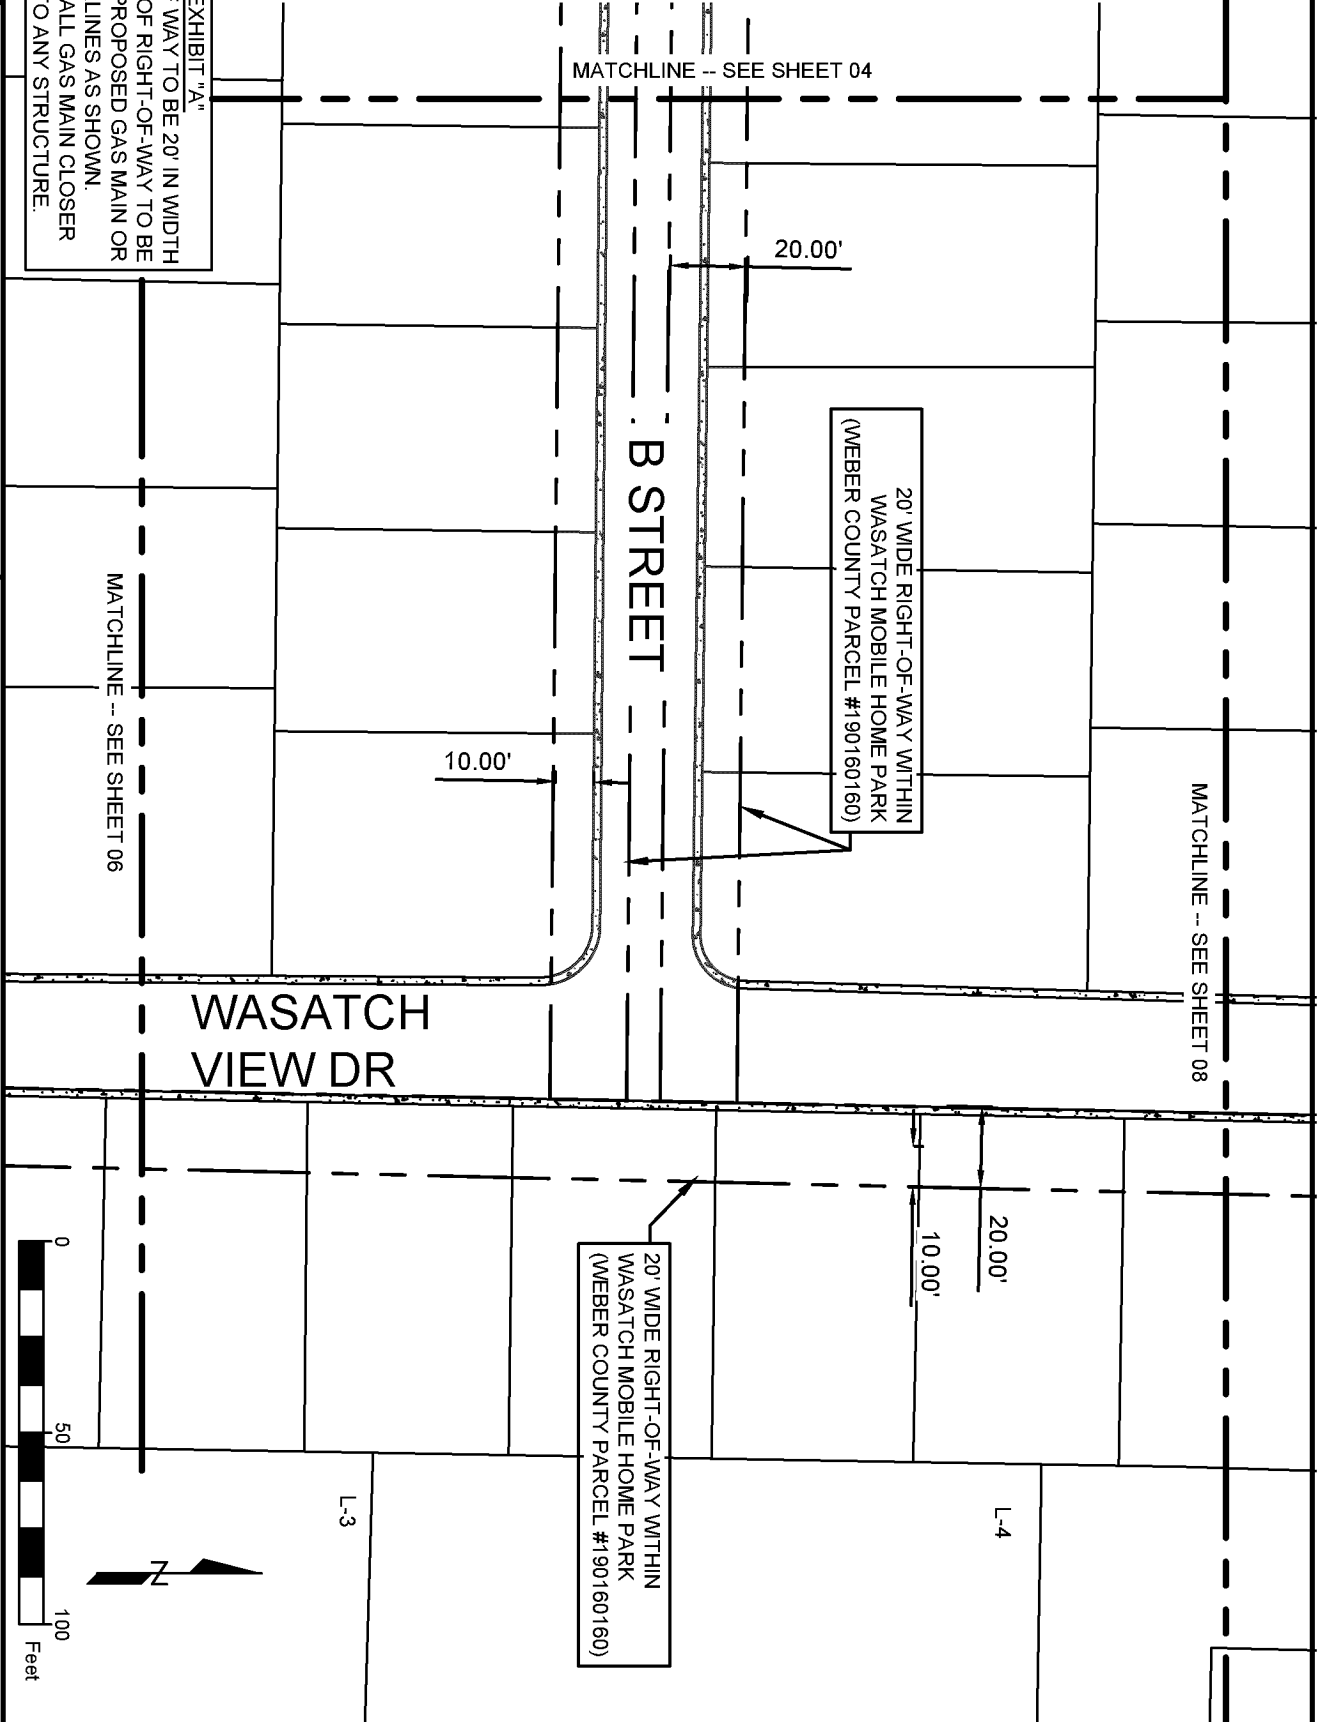 EXHIBIT "A"
WAY TO BE 20' IN WIDTH
OF RIGHT-OF-WAY TO BE
PROPOSED GAS MAIN OR
LINES AS SHOWN.
ALL GAS MAIN CLOSER
TO ANY STRUCTURE.
MATCHLINE -- SEE SHEET 04
20.00'
20' WIDE RIGHT-OF-WAY WITHIN
WASATCH MOBILE HOME PARK
(WEBER COUNTY PARCEL #190160160)
B STREET
10.00'
MATCHLINE -- SEE SHEET 06
MATCHLINE -- SEE SHEET 08
WASATCH
VIEW DR
20.00'
10.00'
20' WIDE RIGHT-OF-WAY WITHIN
WASATCH MOBILE HOME PARK
(WEBER COUNTY PARCEL #190160160)
L-3
L-4
N
0
50
100
Feet